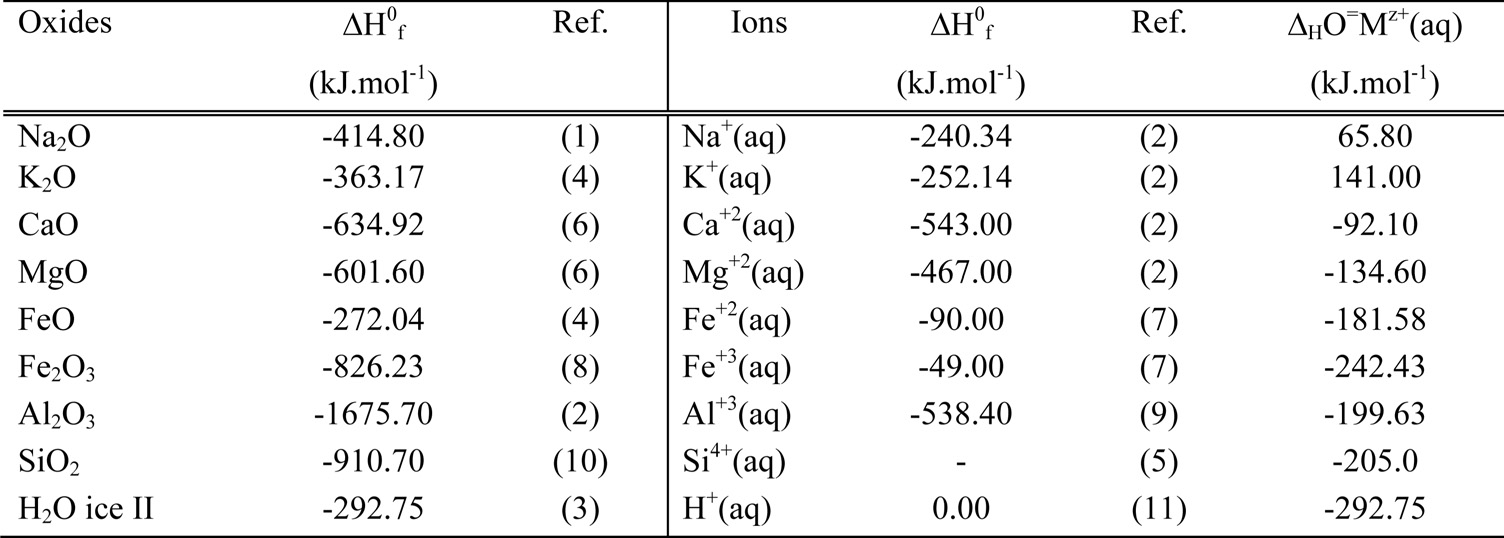 Oxides ΔH⁰f Ref. Ions ΔH⁰f Ref. ΔHO⁼Mᶻ⁺(aq)
(kJ.mol⁻¹) (kJ.mol⁻¹) (kJ.mol⁻¹)
Na₂O -414.80 (1) Na⁺(aq) -240.34 (2) 65.80
K₂O -363.17 (4) K⁺(aq) -252.14 (2) 141.00
CaO -634.92 (6) Ca⁺²(aq) -543.00 (2) -92.10
MgO -601.60 (6) Mg⁺²(aq) -467.00 (2) -134.60
FeO -272.04 (4) Fe⁺²(aq) -90.00 (7) -181.58
Fe₂O₃ -826.23 (8) Fe⁺³(aq) -49.00 (7) -242.43
Al₂O₃ -1675.70 (2) Al⁺³(aq) -538.40 (9) -199.63
SiO₂ -910.70 (10) Si⁴⁺(aq) - (5) -205.0
H₂O ice II -292.75 (3) H⁺(aq) 0.00 (11) -292.75